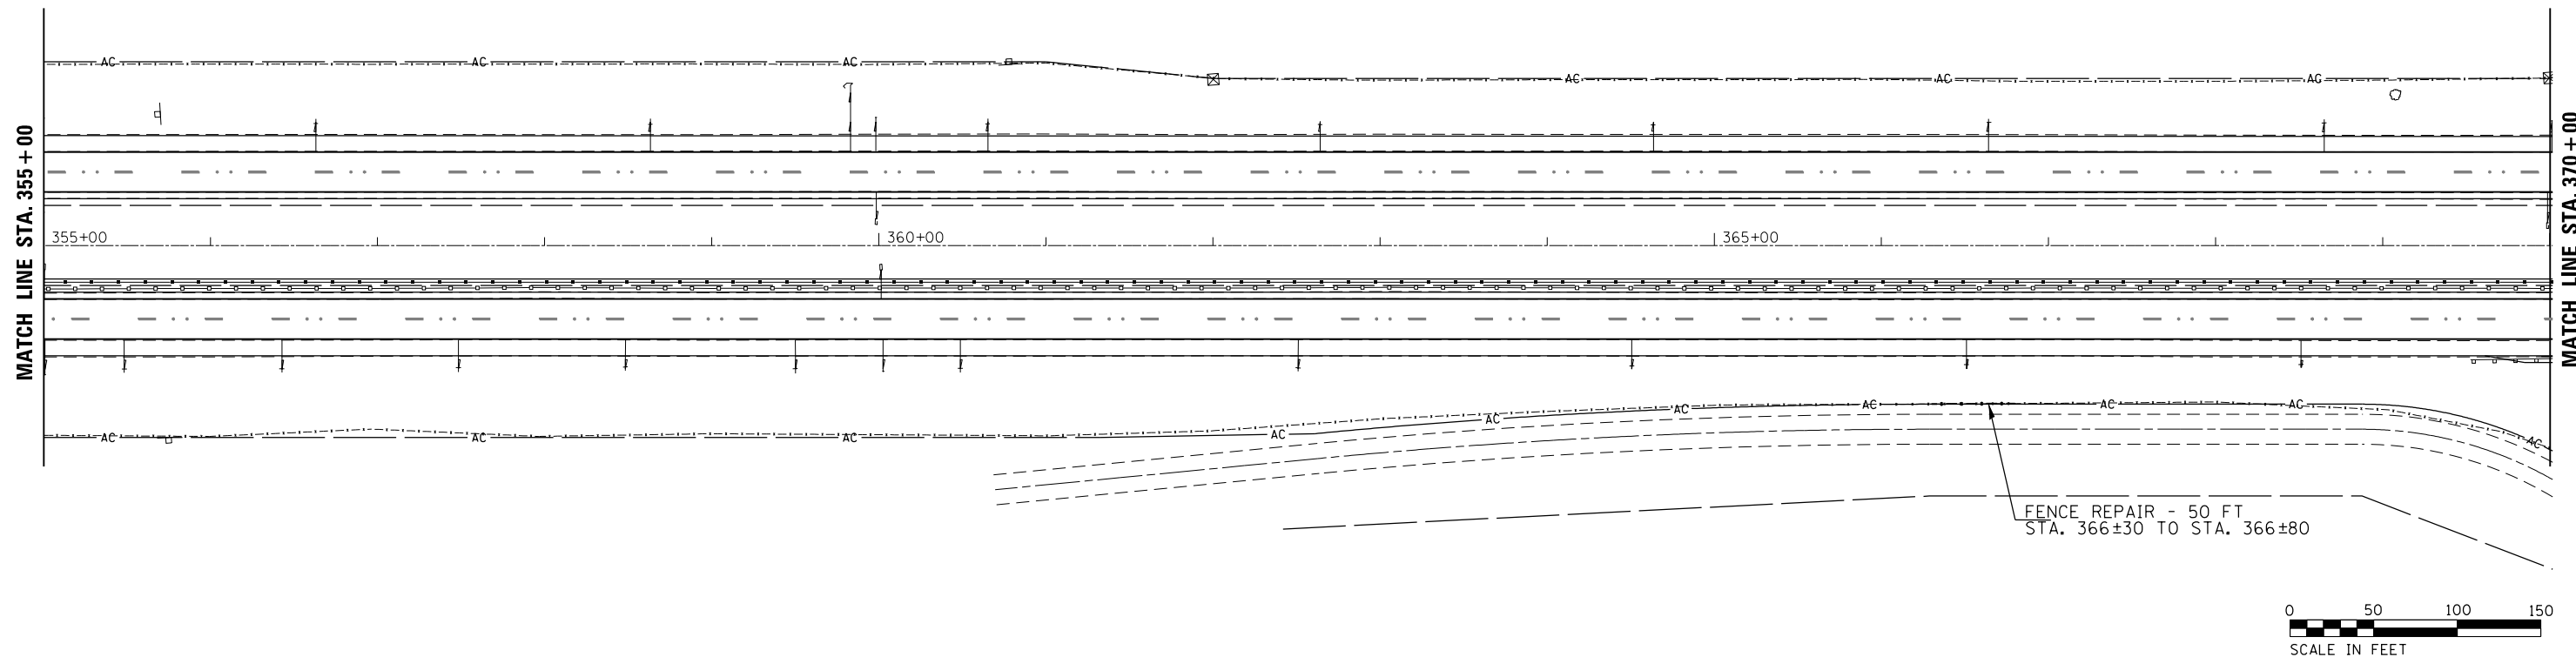 AC AC AC AC AC AG
MATCH LINE STA. 355+00
MATCH LINE STA. 370+00
355+00 360+00 365+00
AC AC AC AC AC AC AC AC AC AC
FENCE REPAIR - 50 FT
STA. 366±30 TO STA. 366±80
0 50 100 150
SCALE IN FEET